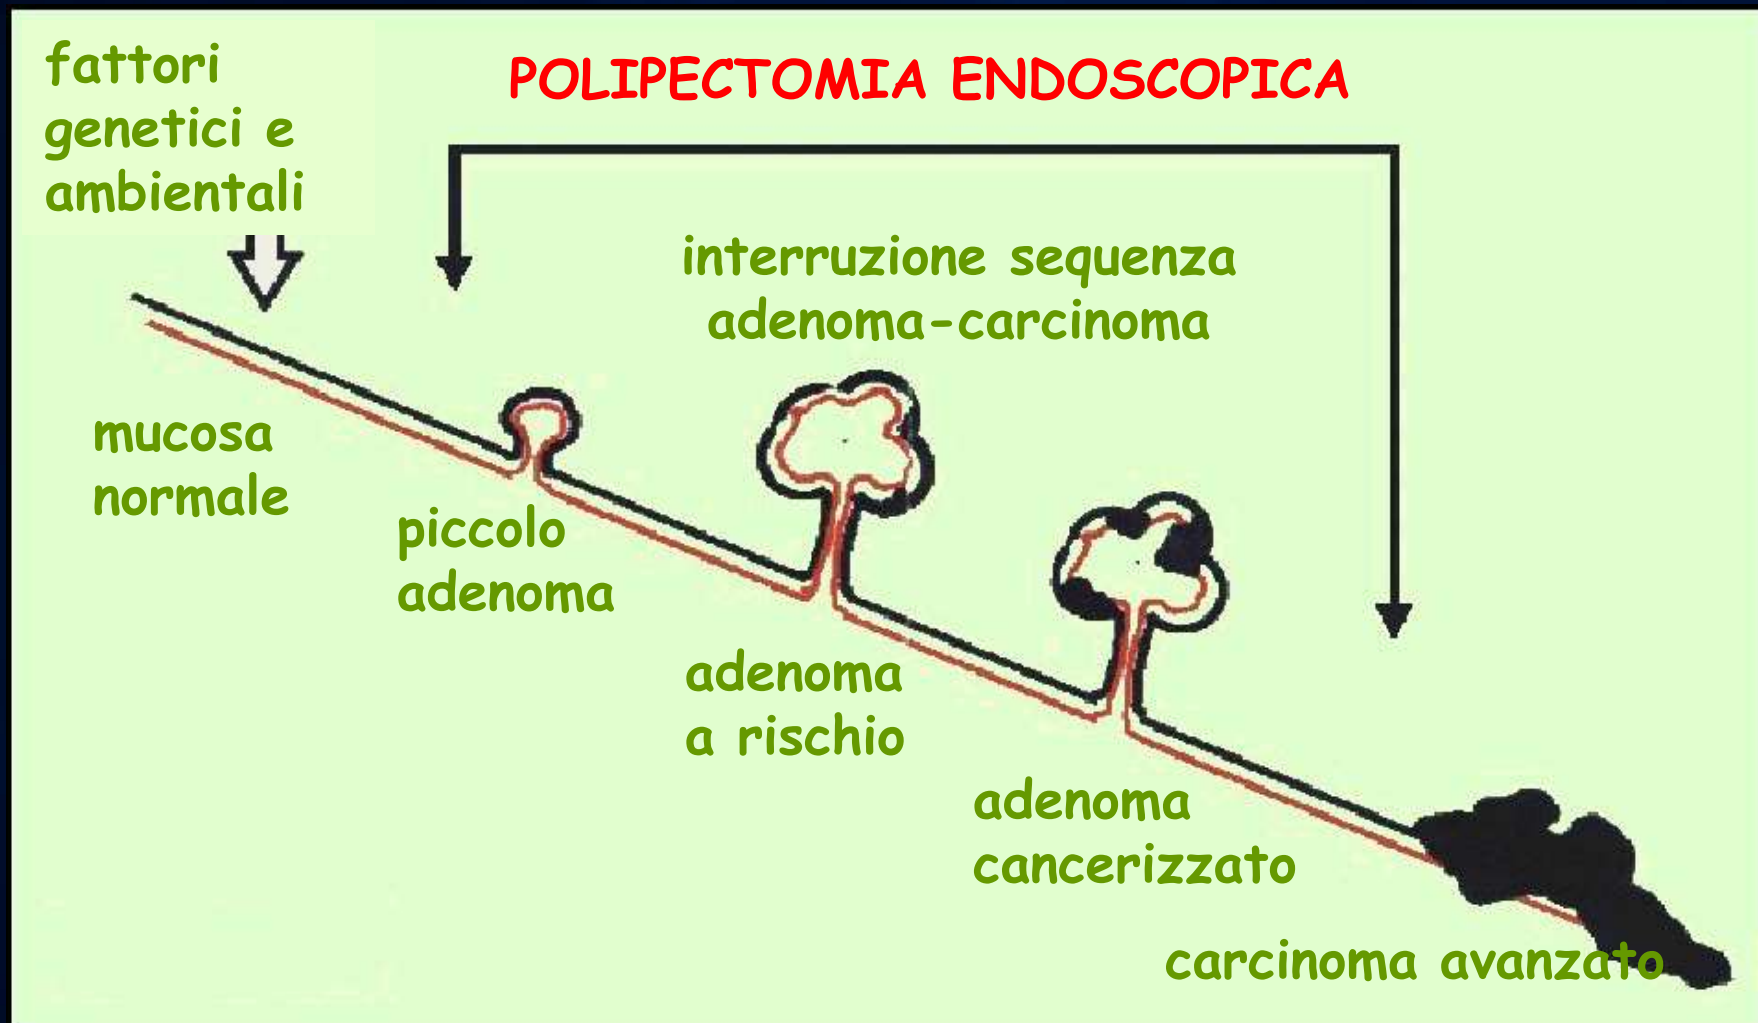 fattori
genetici e
ambientali
POLIPECTOMIA ENDOSCOPICA
interruzione sequenza
adenoma-carcinoma
mucosa
normale
piccolo
adenoma
adenoma
a rischio
adenoma
cancerizzato
carcinoma avanzato